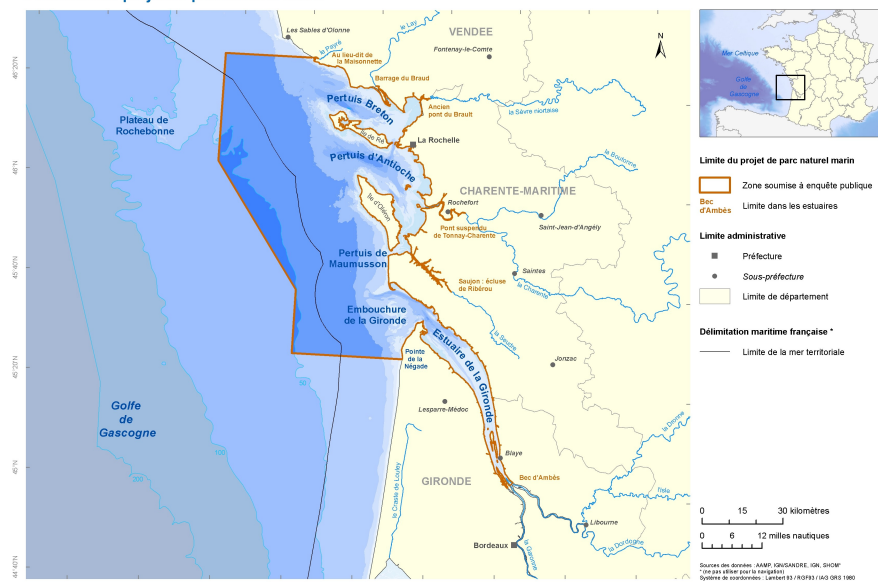 les Sables d'Olonne
le Payré
le Lay
VENDEE
Fontenay-le-Comte
N
Au lieu-dit de
la Maisonnette
Barrage du Braud
Ancien
pont du Brault
la Sèvre niortaise
46°20'N
Pertuis Breton
Ile de Ré
La Rochelle
Plateau de
Rochebonne
Pertuis d'Antioche
la Boutonne
46°N
CHARENTE-MARITIME
Rochefort
Ile d'Oléron
Saint-Jean-d'Angély
Pont suspendu
de Tonnay-Charente
Pertuis de
Maumusson
45°40'N
Saujon : écluse
de Ribérou
Saintes
la Charente
Embouchure
de la Gironde
la Seudre
Estuaire de la Gironde
Pointe
de la
Négade
45°20'N
Jonzac
50
Lesparre-Médoc
Golfe
de
Gascogne
la Dronne
100
Blaye
45°N
200
GIRONDE
Bec d'Ambès
la Craste de Louley
l'Isle
Libourne
la Dordogne
Bordeaux
la Garonne
44°40'N
Mer Celtique
Golfe
de
Gascogne
Limite du projet de parc naturel marin
Zone soumise à enquête publique
Bec
d'Ambès
Limite dans les estuaires
Limite administrative
Préfecture
Sous-préfecture
Limite de département
Délimitation maritime française *
Limite de la mer territoriale
0 15 30 kilomètres
0 6 12 milles nautiques
Sources des données : AAMP, IGN/SANDRE, IGN, SHOM*
* (ne pas utiliser pour la navigation)
Système de coordonnées : Lambert 93 / RGF93 / IAG GRS 1980